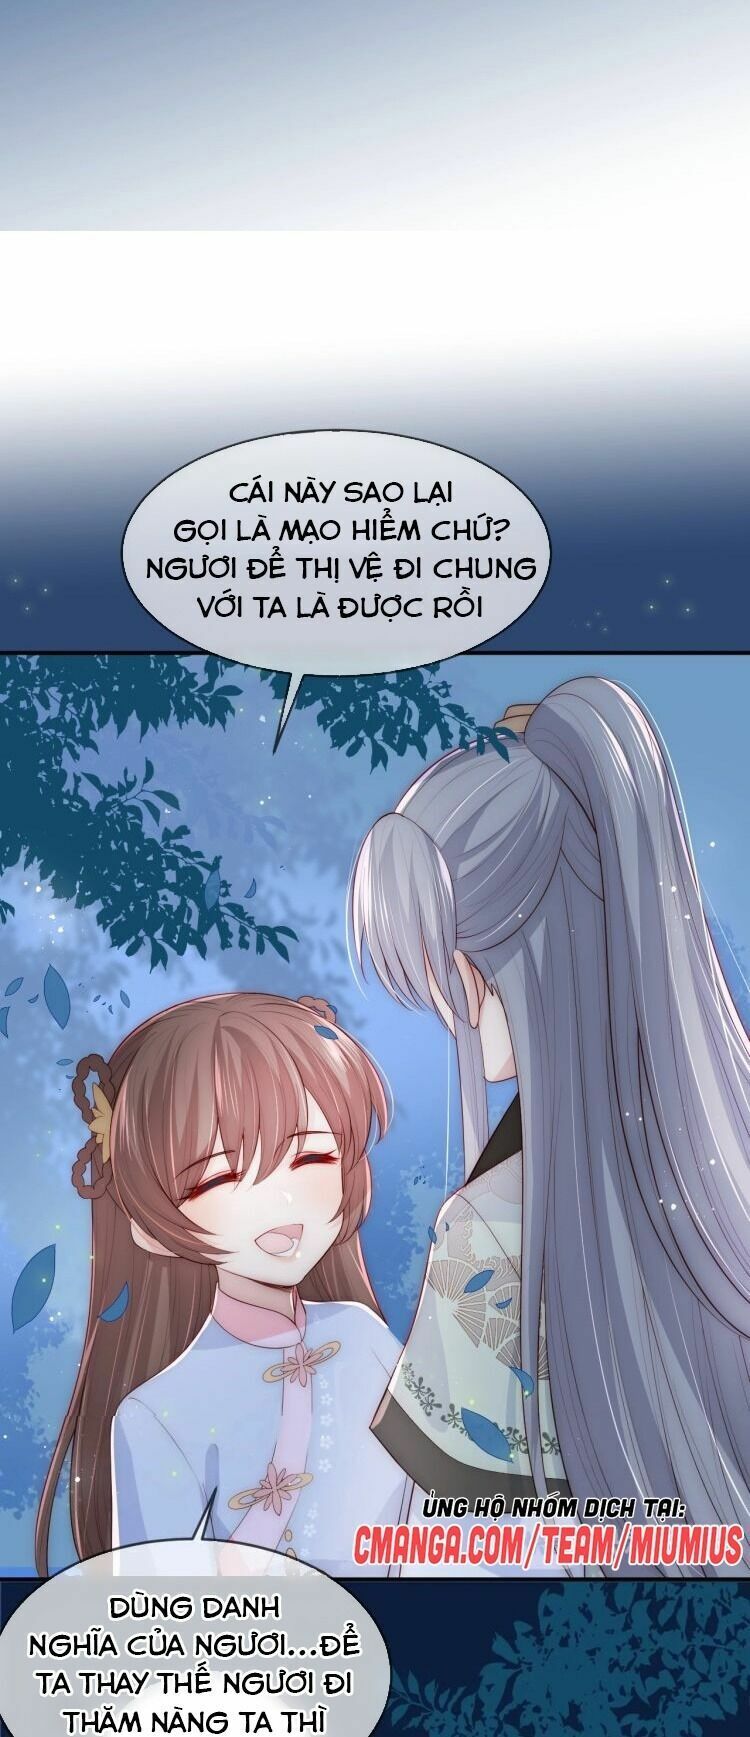 CÁI NÀY SAO LẠI
GỌI LÀ MẠO HIỂM CHỨ?
NGƯƠI ĐỂ THỊ VỆ ĐI CHUNG
VỚI TA LÀ ĐƯỢC RỒI
ỦNG HỘ NHÓM DỊCH TẠI:
CMANGA.COM/TEAM/MIUMIUS
DÙNG DANH
NGHĨA CỦA NGƯƠI...ĐỂ
TA THAY THẾ NGƯƠI ĐI
THĂM NÀNG TA THÌ